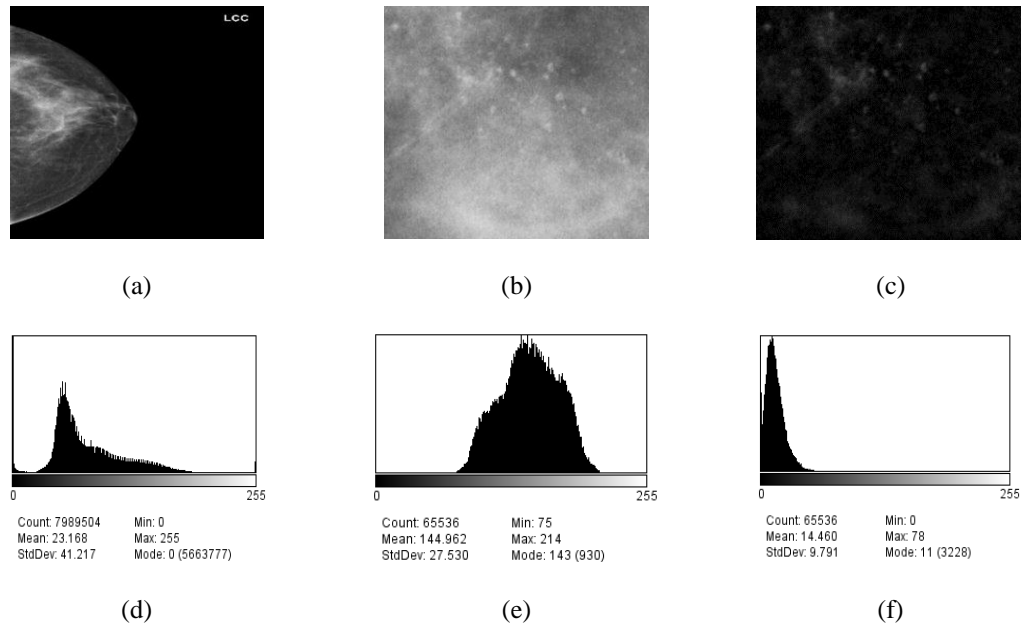 LCC
(a) (b) (c)
0 255
Count: 7989504 Min: 0
Mean: 23.168 Max: 255
StdDev: 41.217 Mode: 0 (5663777)
0 255
Count: 65536 Min: 75
Mean: 144.962 Max: 214
StdDev: 27.530 Mode: 143 (930)
0 255
Count: 65536 Min: 0
Mean: 14.460 Max: 78
StdDev: 9.791 Mode: 11 (3228)
(d) (e) (f)